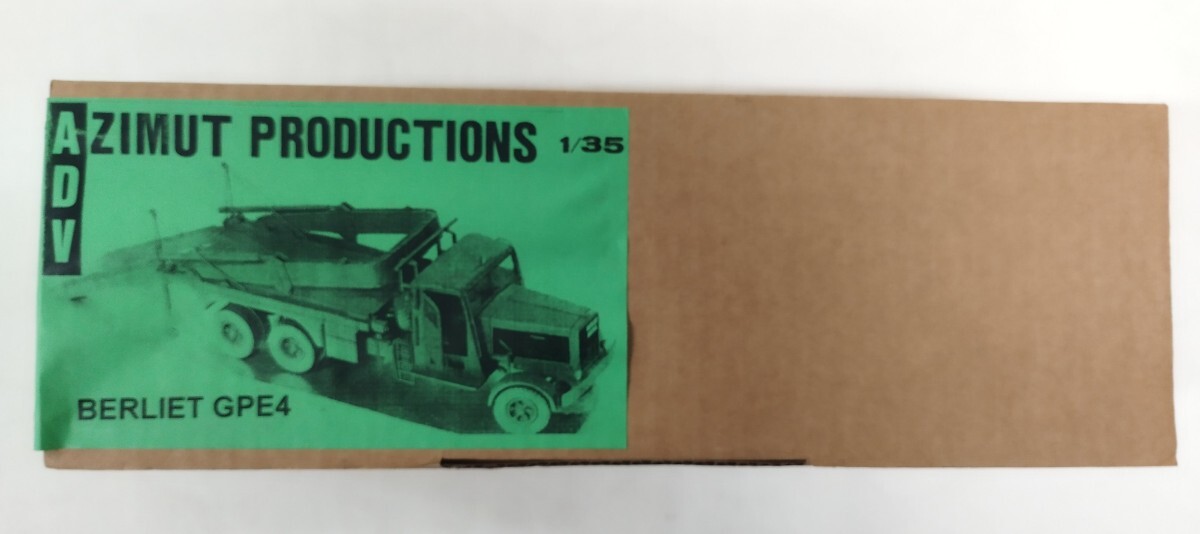 AZIMUT PRODUCTIONS 1/35
ADV
BERLIET GPE4